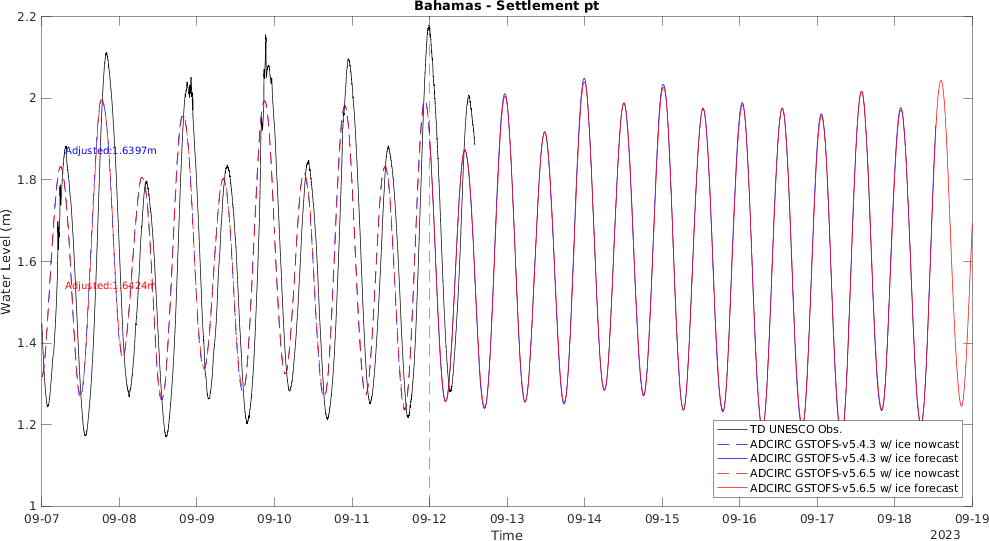 Bahamas - Settlement pt
2.2
2
1.8
1.6
1.4
1.2
1
Water Level (m)
Adjusted:1.6397m
Adjusted:1.6424m
TD UNESCO Obs.
ADCIRC GSTOFS-v5.4.3 w/ ice nowcast
ADCIRC GSTOFS-v5.4.3 w/ ice forecast
ADCIRC GSTOFS-v5.6.5 w/ ice nowcast
ADCIRC GSTOFS-v5.6.5 w/ ice forecast
09-07 09-08 09-09 09-10 09-11 09-12 09-13 09-14 09-15 09-16 09-17 09-18 09-19
Time
2023